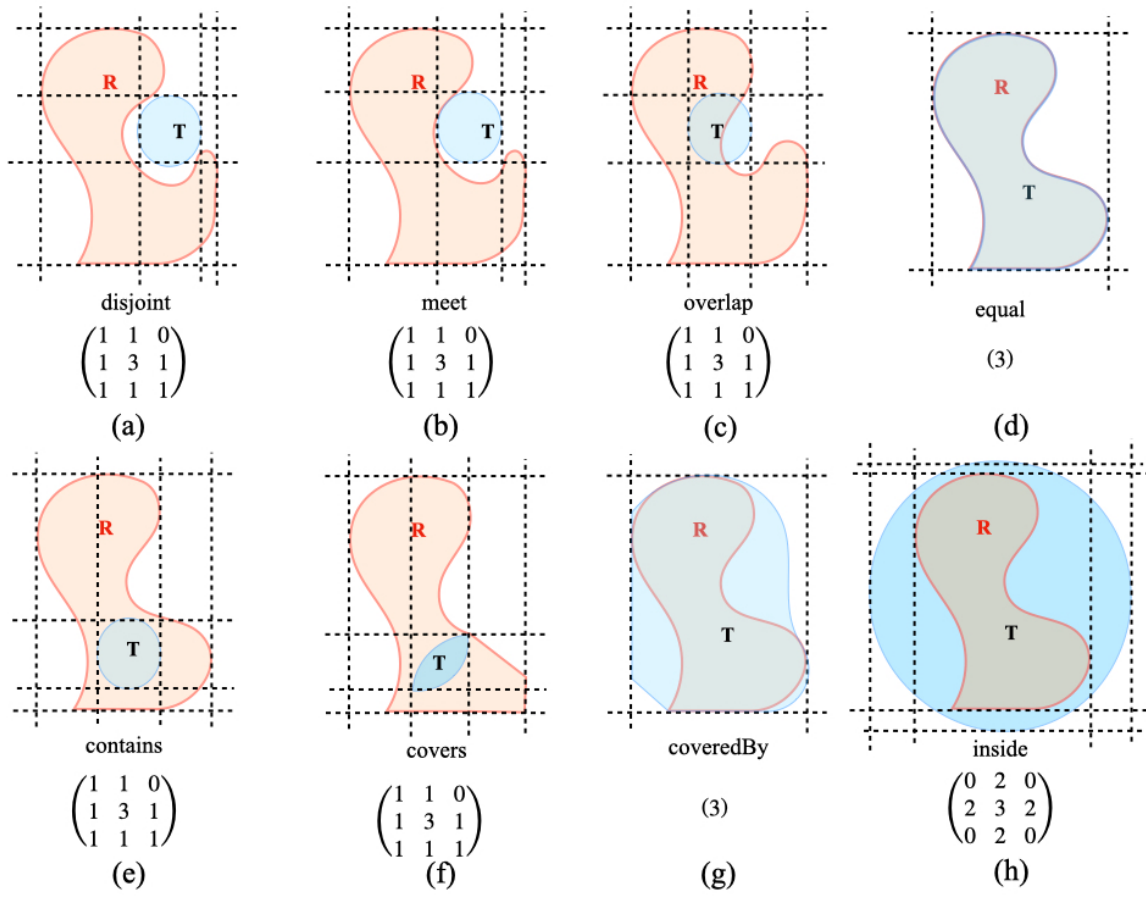 R
T
disjoint
1 1 0
1 3 1
1 1 1
(a)
R
T
meet
1 1 0
1 3 1
1 1 1
(b)
R
T
overlap
1 1 0
1 3 1
1 1 1
(c)
R
T
equal
(3)
(d)
R
T
contains
1 1 0
1 3 1
1 1 1
(e)
R
T
covers
1 1 0
1 3 1
1 1 1
(f)
R
T
coveredBy
(3)
(g)
R
T
inside
0 2 0
2 3 2
0 2 0
(h)